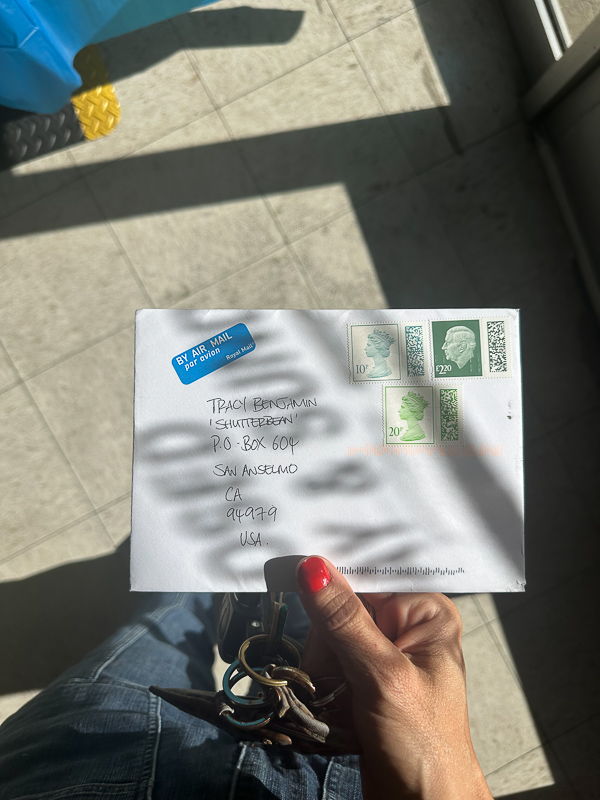 BY AIR MAIL
par avion
Royal Mail
10P
£2.20
20P
TRACY BENJAMIN
'SHUTTERBEAN'
P.O. BOX 604
SAN ANSELMO
CA
94979
USA.